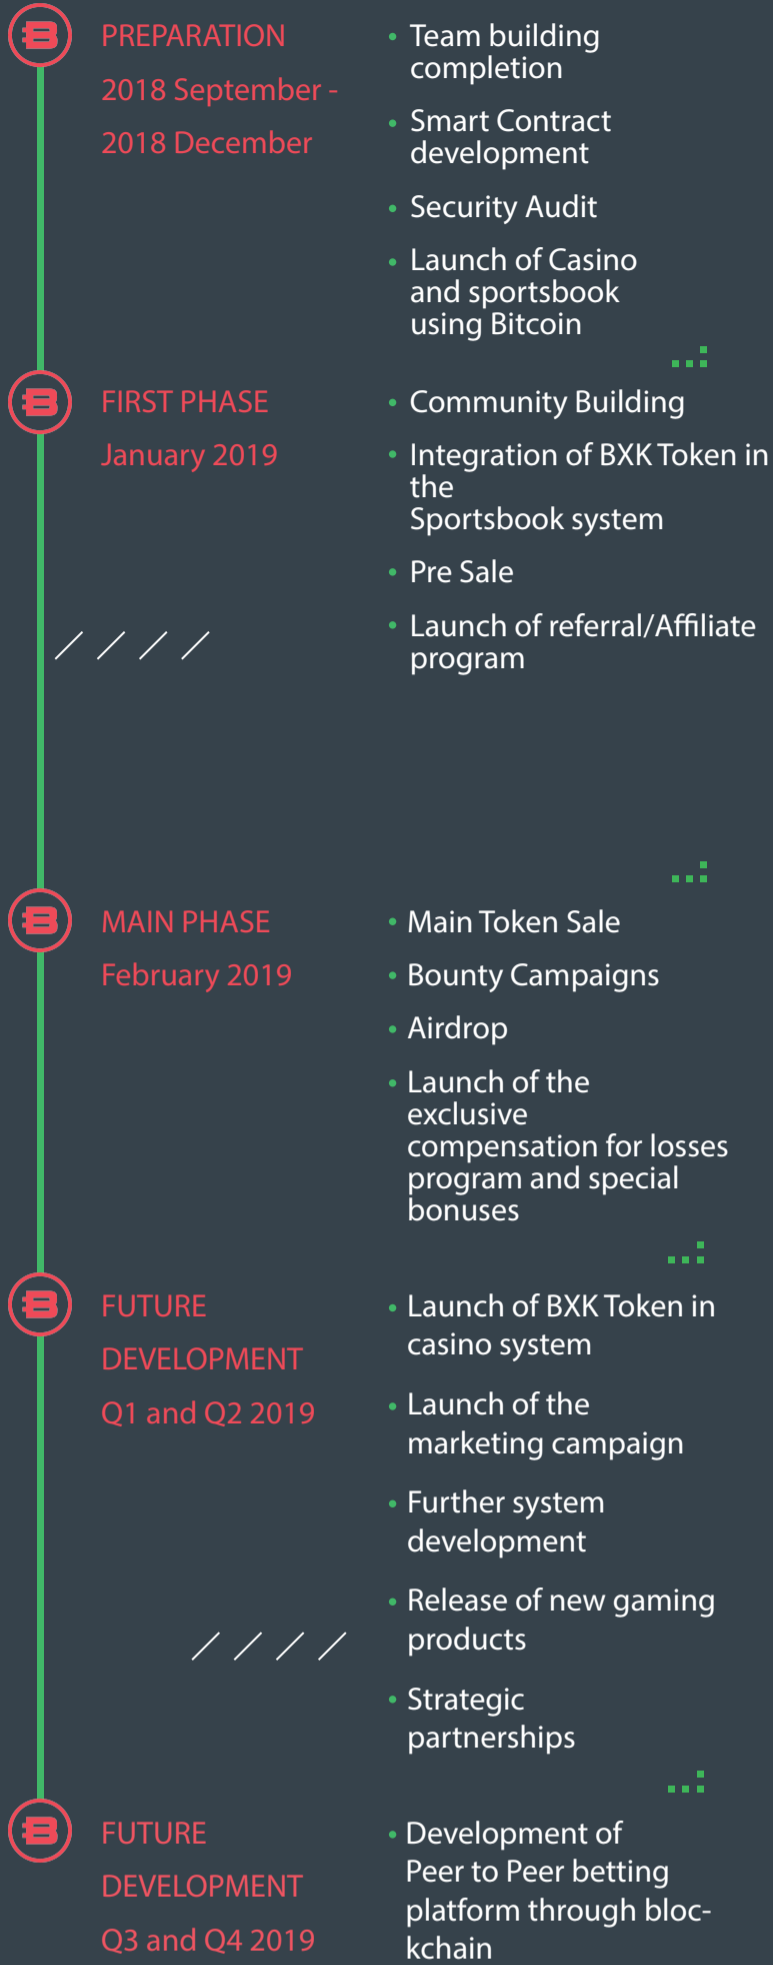 PREPARATION
2018 September -
2018 December
• Team building
completion
• Smart Contract
development
• Security Audit
• Launch of Casino
and sportsbook
using Bitcoin
FIRST PHASE
January 2019
• Community Building
• Integration of BXK Token in
the
Sportsbook system
• Pre Sale
• Launch of referral/Affiliate
program
MAIN PHASE
February 2019
• Main Token Sale
• Bounty Campaigns
• Airdrop
• Launch of the
exclusive
compensation for losses
program and special
bonuses
FUTURE
DEVELOPMENT
Q1 and Q2 2019
• Launch of BXK Token in
casino system
• Launch of the
marketing campaign
• Further system
development
• Release of new gaming
products
• Strategic
partnerships
FUTURE
DEVELOPMENT
Q3 and Q4 2019
• Development of
Peer to Peer betting
platform through bloc-
kchain